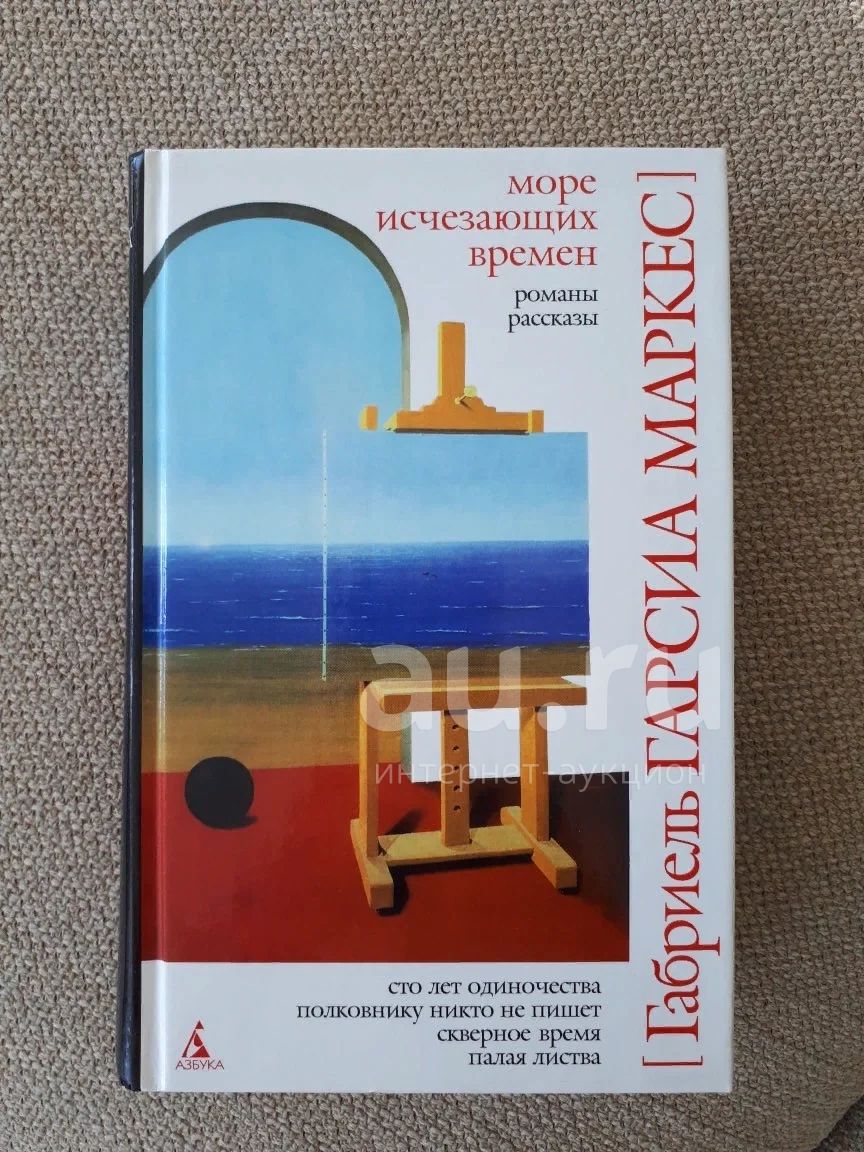 море
исчезающих
времен
романы
рассказы
[Габриель ГАРСИА МАРКЕС]
au.ru
интернет-аукцион
сто лет одиночества
полковнику никто не пишет
скверное время
палая листва
АЗБУКА